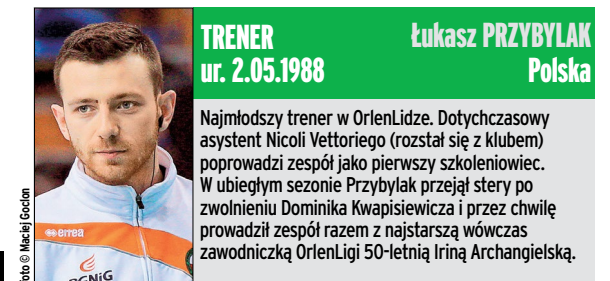 TRENER
Łukasz PRZYBYLAK
ur. 2.05.1988
Polska
Najmłodszy trener w OrlenLidze. Dotychczasowy
asystent Nicoli Vettoriego (rozstał się z klubem)
poprowadzi zespół jako pierwszy szkoleniowiec.
W ubiegłym sezonie Przybylak przejął stery po
zwolnieniu Dominika Kwapisiewicza i przez chwilę
prowadził zespół razem z najstarszą wówczas
zawodniczką OrlenLigi 50-letnią Iriną Archangielską.
foto © Maciej Gocłon
errea
PGNiG